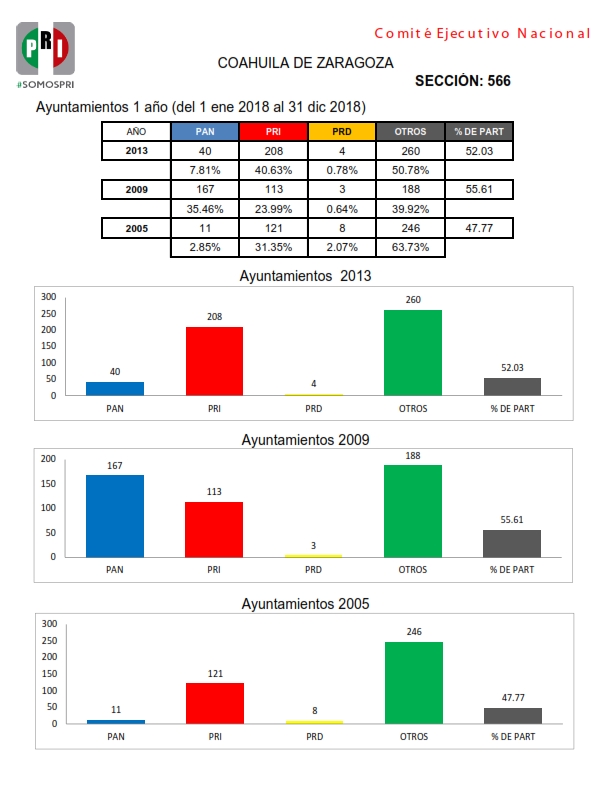 Comité Ejecutivo Nacional
PRI
#SOMOSPRI
COAHUILA DE ZARAGOZA
SECCIÓN: 566
Ayuntamientos 1 año (del 1 ene 2018 al 31 dic 2018)
AÑO PAN PRI PRD OTROS % DE PART
2013 40 208 4 260 52.03
7.81% 40.63% 0.78% 50.78%
2009 167 113 3 188 55.61
35.46% 23.99% 0.64% 39.92%
2005 11 121 8 246 47.77
2.85% 31.35% 2.07% 63.73%
Ayuntamientos 2013
300
250
200
150
100
50
0
40 208 4 260 52.03
PAN PRI PRD OTROS % DE PART
Ayuntamientos 2009
200
150
100
50
0
167 113 3 188 55.61
PAN PRI PRD OTROS % DE PART
Ayuntamientos 2005
300
250
200
150
100
50
0
11 121 8 246 47.77
PAN PRI PRD OTROS % DE PART